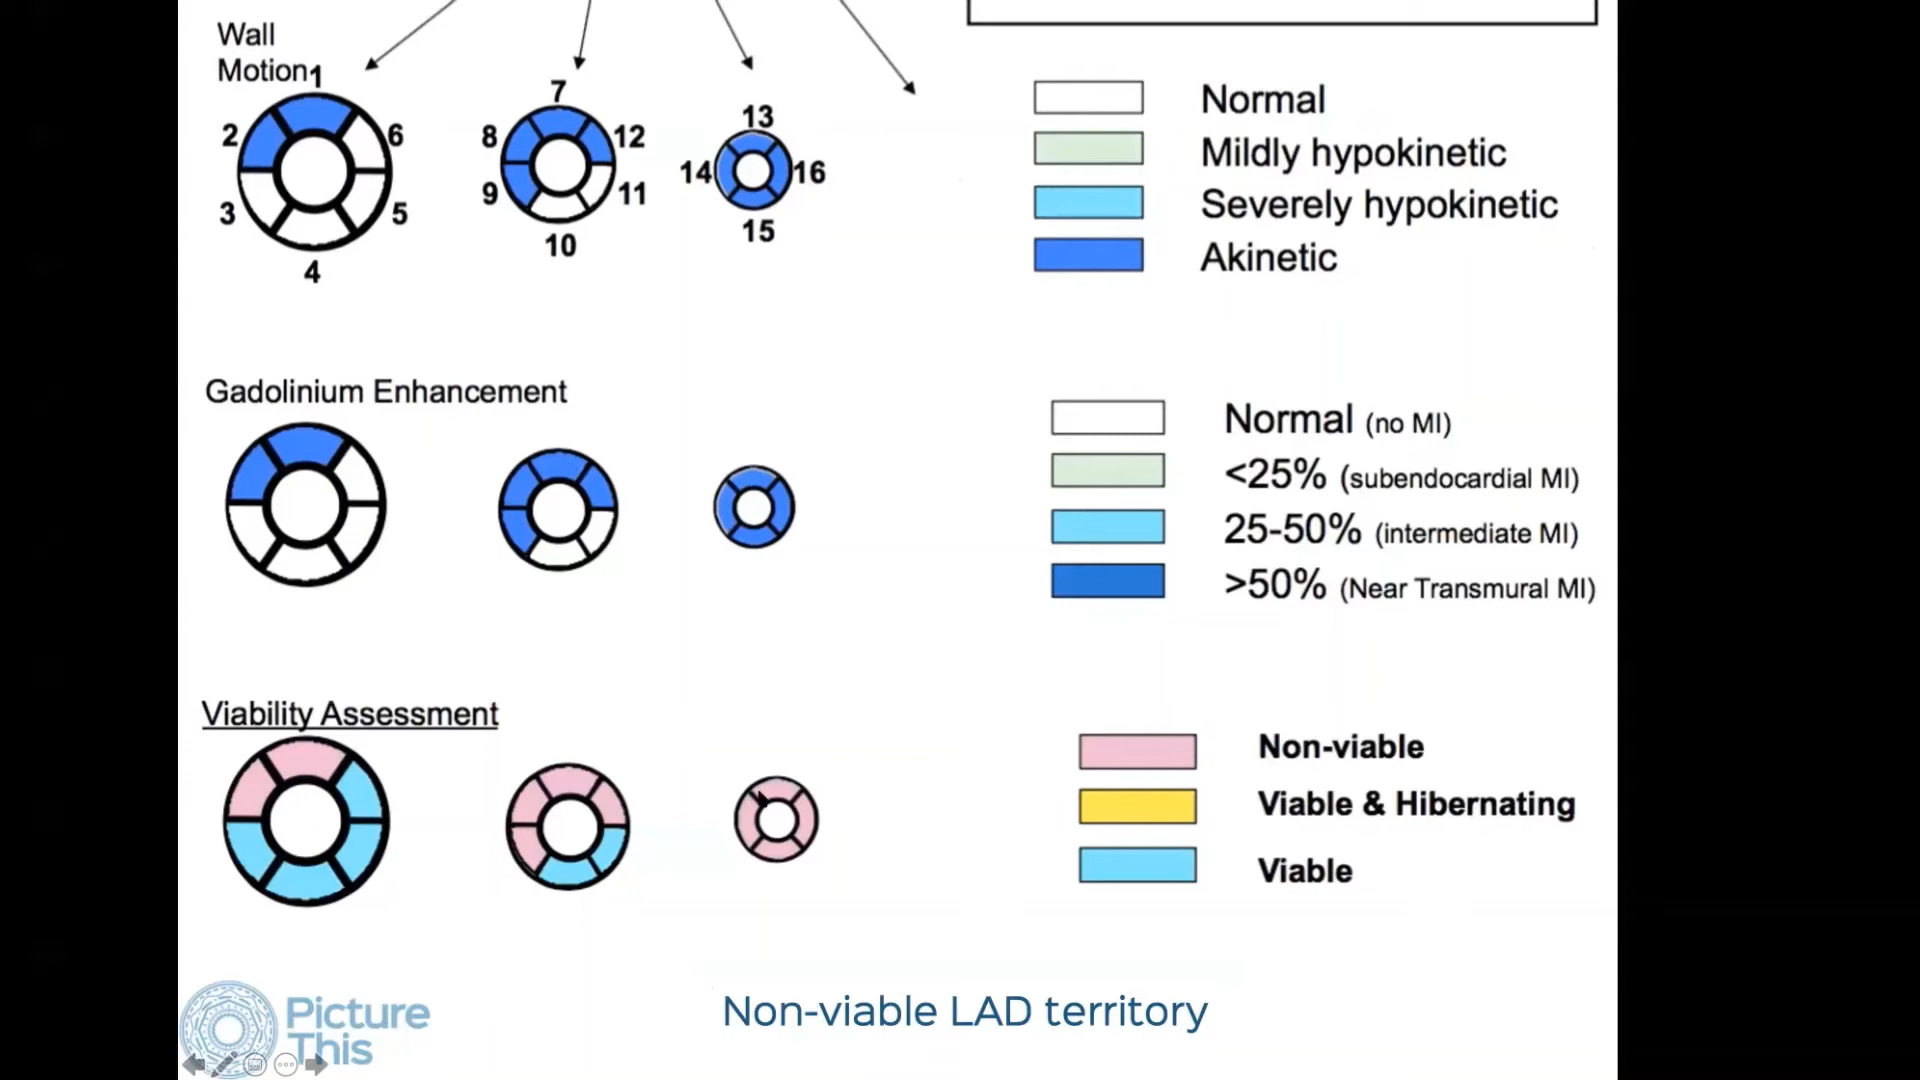 Wall
Motion
1
2
6
3
5
4
7
8
12
9
11
10
13
14
16
15
Normal
Mildly hypokinetic
Severely hypokinetic
Akinetic
Gadolinium Enhancement
Normal (no MI)
<25% (subendocardial MI)
25-50% (intermediate MI)
>50% (Near Transmural MI)
Viability Assessment
Non-viable
Viable & Hibernating
Viable
Non-viable LAD territory
Picture
This